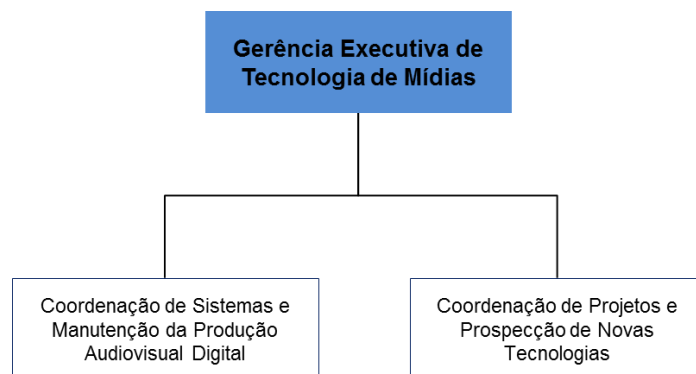 Gerência Executiva de
Tecnologia de Mídias
Coordenação de Sistemas e
Manutenção da Produção
Audiovisual Digital
Coordenação de Projetos e
Prospecção de Novas
Tecnologias